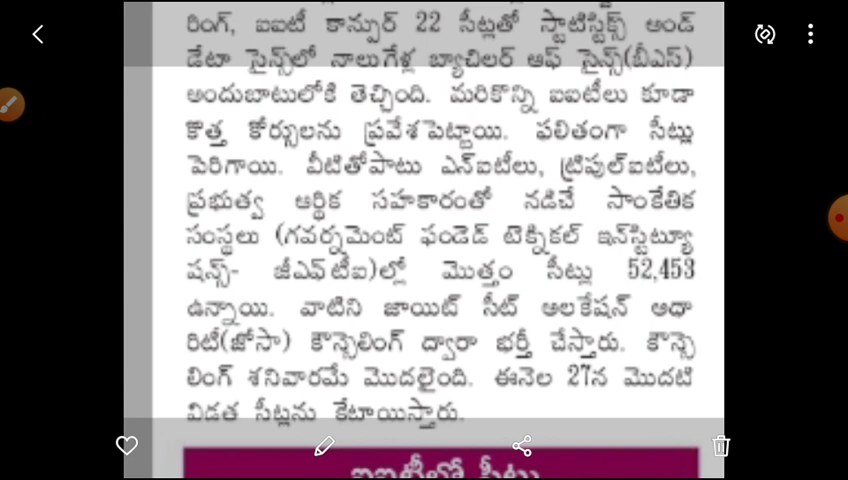 రింగ్, ఐఐటీ కాన్పుర్ 22 సీట్లతో స్టాటిస్టిక్స్ అండ్
డేటా సైన్స్‌లో నాలుగేళ్ల బ్యాచిలర్ ఆఫ్ సైన్స్(బీఎస్)
అందుబాటులోకి తెచ్చింది. మరికొన్ని ఐఐటీలు కూడా
కొత్త కోర్సులను ప్రవేశపెట్టాయి. ఫలితంగా సీట్లు
పెరిగాయి. వీటితోపాటు ఎన్ఐటీలు, ట్రిపుల్ఐటీలు,
ప్రభుత్వ ఆర్థిక సహకారంతో నడిచే సాంకేతిక
సంస్థలు (గవర్నమెంట్ ఫండెడ్ టెక్నికల్ ఇన్‌స్టిట్యూ
షన్స్- జీఎఫ్‌టీఐ)ల్లో మొత్తం సీట్లు 52,453
ఉన్నాయి. వాటిని జాయిట్ సీట్ అలకేషన్ అథా
రిటీ(జోసా) కౌన్సెలింగ్ ద్వారా భర్తీ చేస్తారు. కౌన్సె
లింగ్ శనివారమే మొదలైంది. ఈనెల 27న మొదటి
విడత సీట్లను కేటాయిస్తారు.
ఐఐటీల్లో సీట్లు